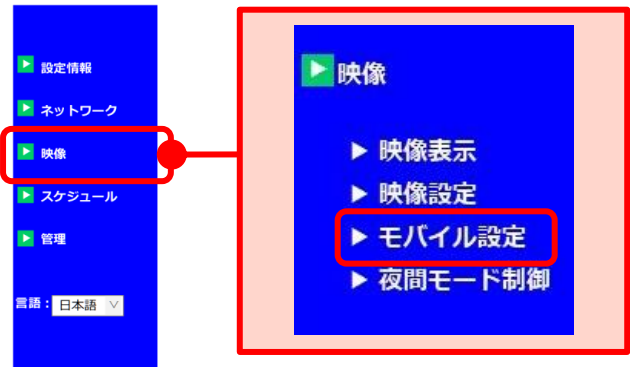 設定情報
ネットワーク
映像
スケジュール
管理
言語：日本語
映像
映像表示
映像設定
モバイル設定
夜間モード制御